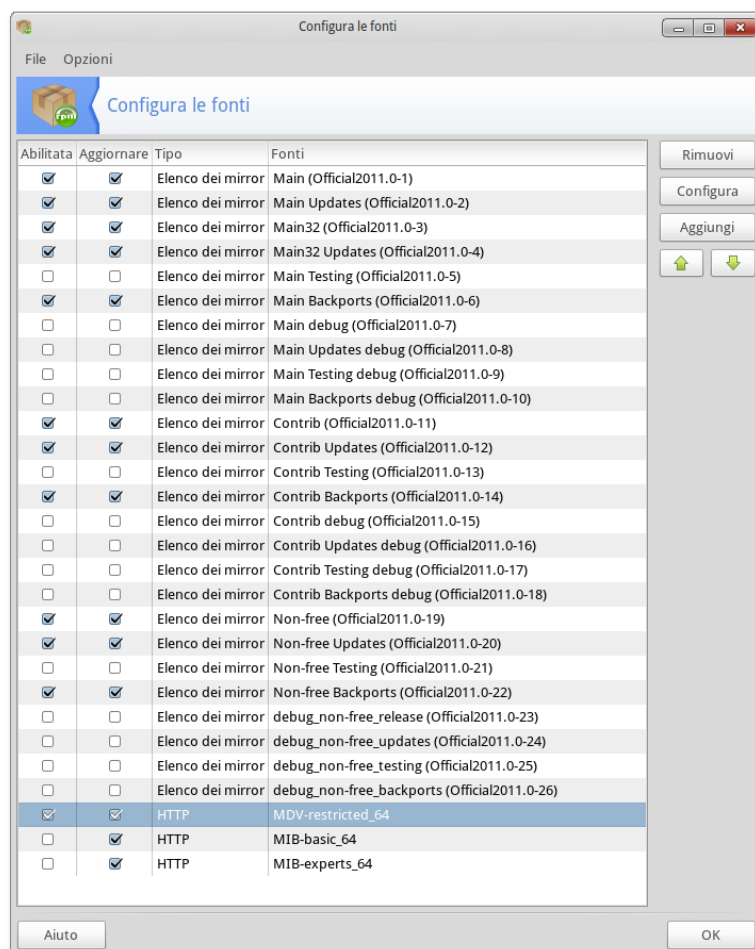 Configura le fonti
File Opzioni
rpm Configura le fonti
Abilitata Aggiornare Tipo Fonti
Elenco dei mirror Main (Official2011.0-1)
Elenco dei mirror Main Updates (Official2011.0-2)
Elenco dei mirror Main32 (Official2011.0-3)
Elenco dei mirror Main32 Updates (Official2011.0-4)
Elenco dei mirror Main Testing (Official2011.0-5)
Elenco dei mirror Main Backports (Official2011.0-6)
Elenco dei mirror Main debug (Official2011.0-7)
Elenco dei mirror Main Updates debug (Official2011.0-8)
Elenco dei mirror Main Testing debug (Official2011.0-9)
Elenco dei mirror Main Backports debug (Official2011.0-10)
Elenco dei mirror Contrib (Official2011.0-11)
Elenco dei mirror Contrib Updates (Official2011.0-12)
Elenco dei mirror Contrib Testing (Official2011.0-13)
Elenco dei mirror Contrib Backports (Official2011.0-14)
Elenco dei mirror Contrib debug (Official2011.0-15)
Elenco dei mirror Contrib Updates debug (Official2011.0-16)
Elenco dei mirror Contrib Testing debug (Official2011.0-17)
Elenco dei mirror Contrib Backports debug (Official2011.0-18)
Elenco dei mirror Non-free (Official2011.0-19)
Elenco dei mirror Non-free Updates (Official2011.0-20)
Elenco dei mirror Non-free Testing (Official2011.0-21)
Elenco dei mirror Non-free Backports (Official2011.0-22)
Elenco dei mirror debug_non-free_release (Official2011.0-23)
Elenco dei mirror debug_non-free_updates (Official2011.0-24)
Elenco dei mirror debug_non-free_testing (Official2011.0-25)
Elenco dei mirror debug_non-free_backports (Official2011.0-26)
HTTP MDV-restricted_64
HTTP MIB-basic_64
HTTP MIB-experts_64
Rimuovi
Configura
Aggiungi
Aiuto OK